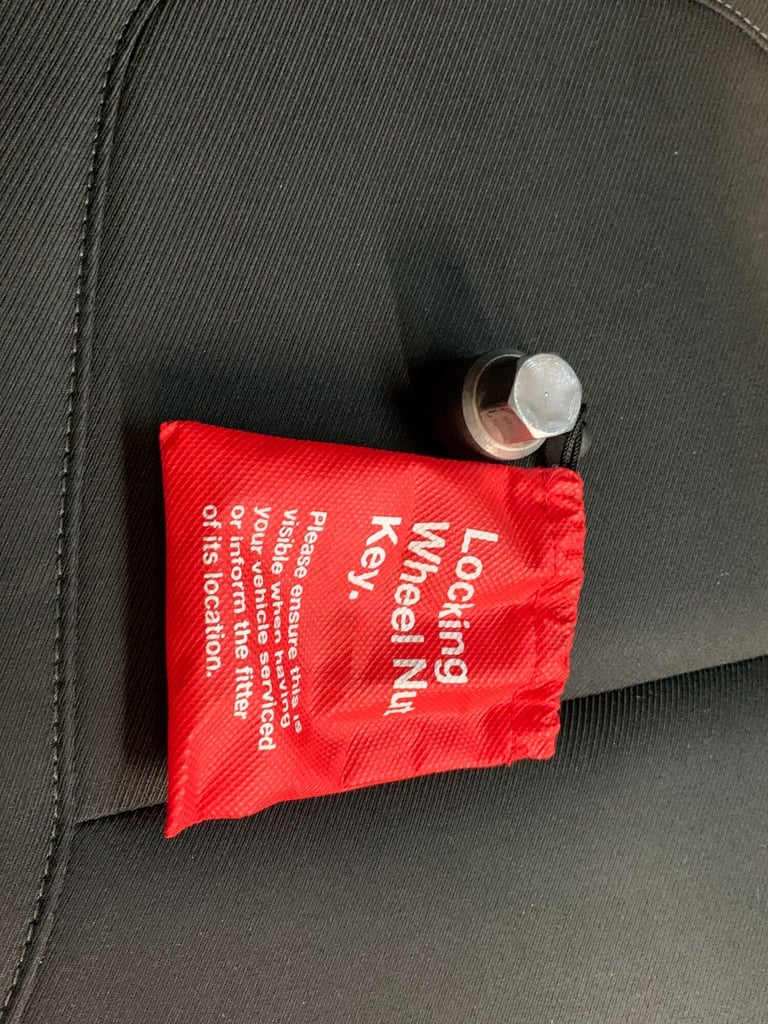 Locking
Wheel Nut
Key.
Please ensure this is
visible when having
your vehicle serviced
or inform the fitter
of its location.